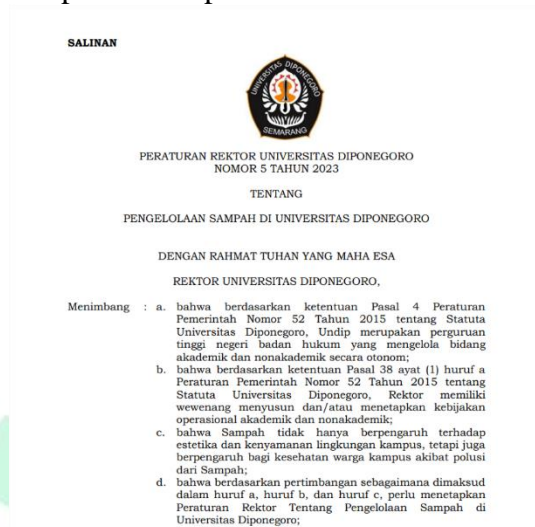 SALINAN
UNIVERSITAS DIPONEGORO
SEMARANG
PERATURAN REKTOR UNIVERSITAS DIPONEGORO
NOMOR 5 TAHUN 2023
TENTANG
PENGELOLAAN SAMPAH DI UNIVERSITAS DIPONEGORO
DENGAN RAHMAT TUHAN YANG MAHA ESA
REKTOR UNIVERSITAS DIPONEGORO,
Menimbang : a. bahwa berdasarkan ketentuan Pasal 4 Peraturan
Pemerintah Nomor 52 Tahun 2015 tentang Statuta
Universitas Diponegoro, Undip merupakan perguruan
tinggi negeri badan hukum yang mengelola bidang
akademik dan nonakademik secara otonom;
b. bahwa berdasarkan ketentuan Pasal 38 ayat (1) huruf a
Peraturan Pemerintah Nomor 52 Tahun 2015 tentang
Statuta Universitas Diponegoro, Rektor memiliki
wewenang menyusun dan/atau menetapkan kebijakan
operasional akademik dan nonakademik;
c. bahwa Sampah tidak hanya berpengaruh terhadap
estetika dan kenyamanan lingkungan kampus, tetapi juga
berpengaruh bagi kesehatan warga kampus akibat polusi
dari Sampah;
d. bahwa berdasarkan pertimbangan sebagaimana dimaksud
dalam huruf a, huruf b, dan huruf c, perlu menetapkan
Peraturan Rektor Tentang Pengelolaan Sampah di
Universitas Diponegoro;